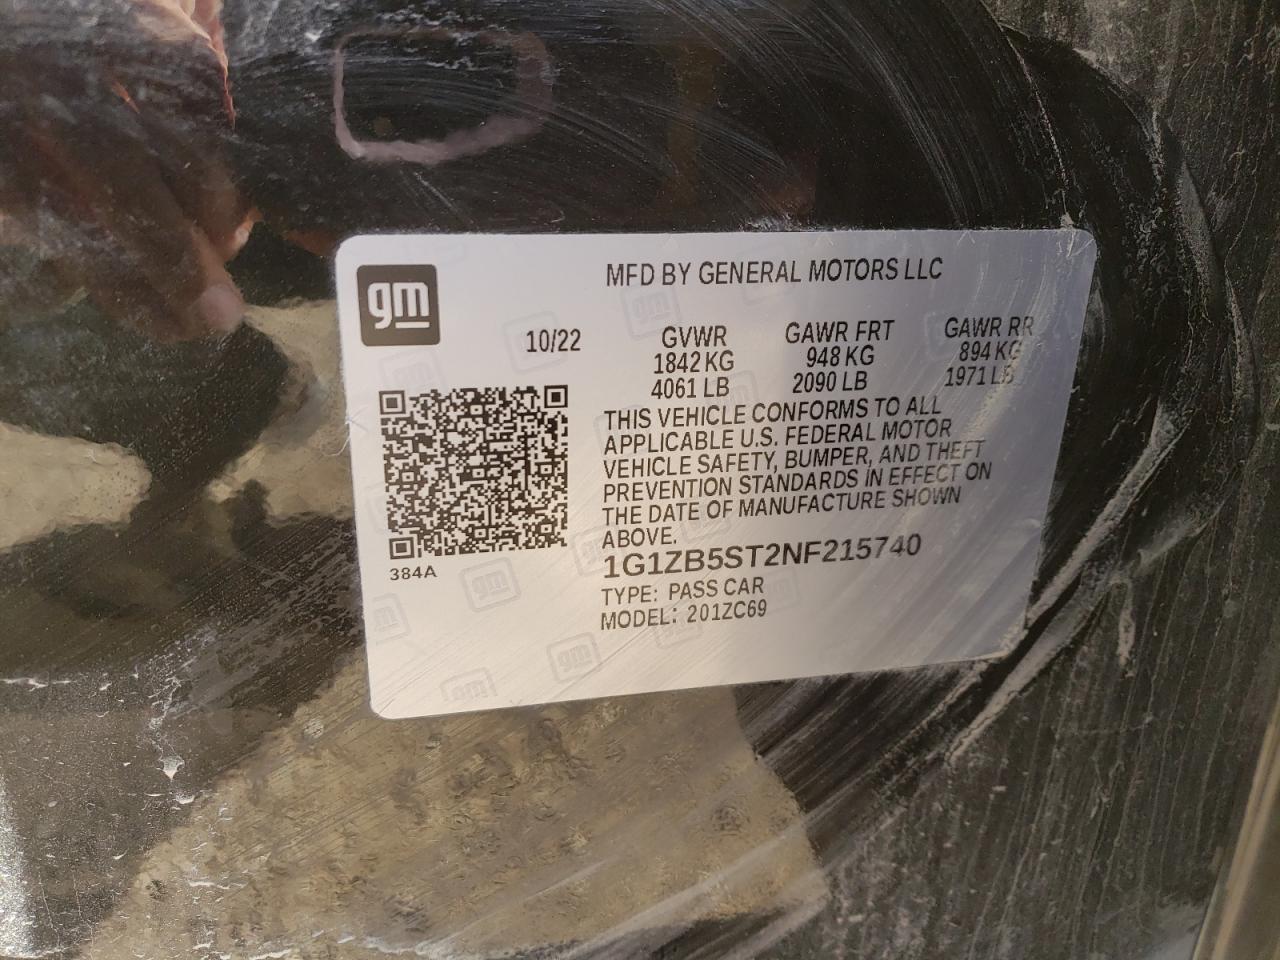 gm
MFD BY GENERAL MOTORS LLC
10/22 GVWR GAWR FRT GAWR RR
1842 KG 948 KG 894 KG
4061 LB 2090 LB 1971 LB
THIS VEHICLE CONFORMS TO ALL
APPLICABLE U.S. FEDERAL MOTOR
VEHICLE SAFETY, BUMPER, AND THEFT
PREVENTION STANDARDS IN EFFECT ON
THE DATE OF MANUFACTURE SHOWN
ABOVE.
1G1ZB5ST2NF215740
384A
TYPE: PASS CAR
MODEL: 201ZC69